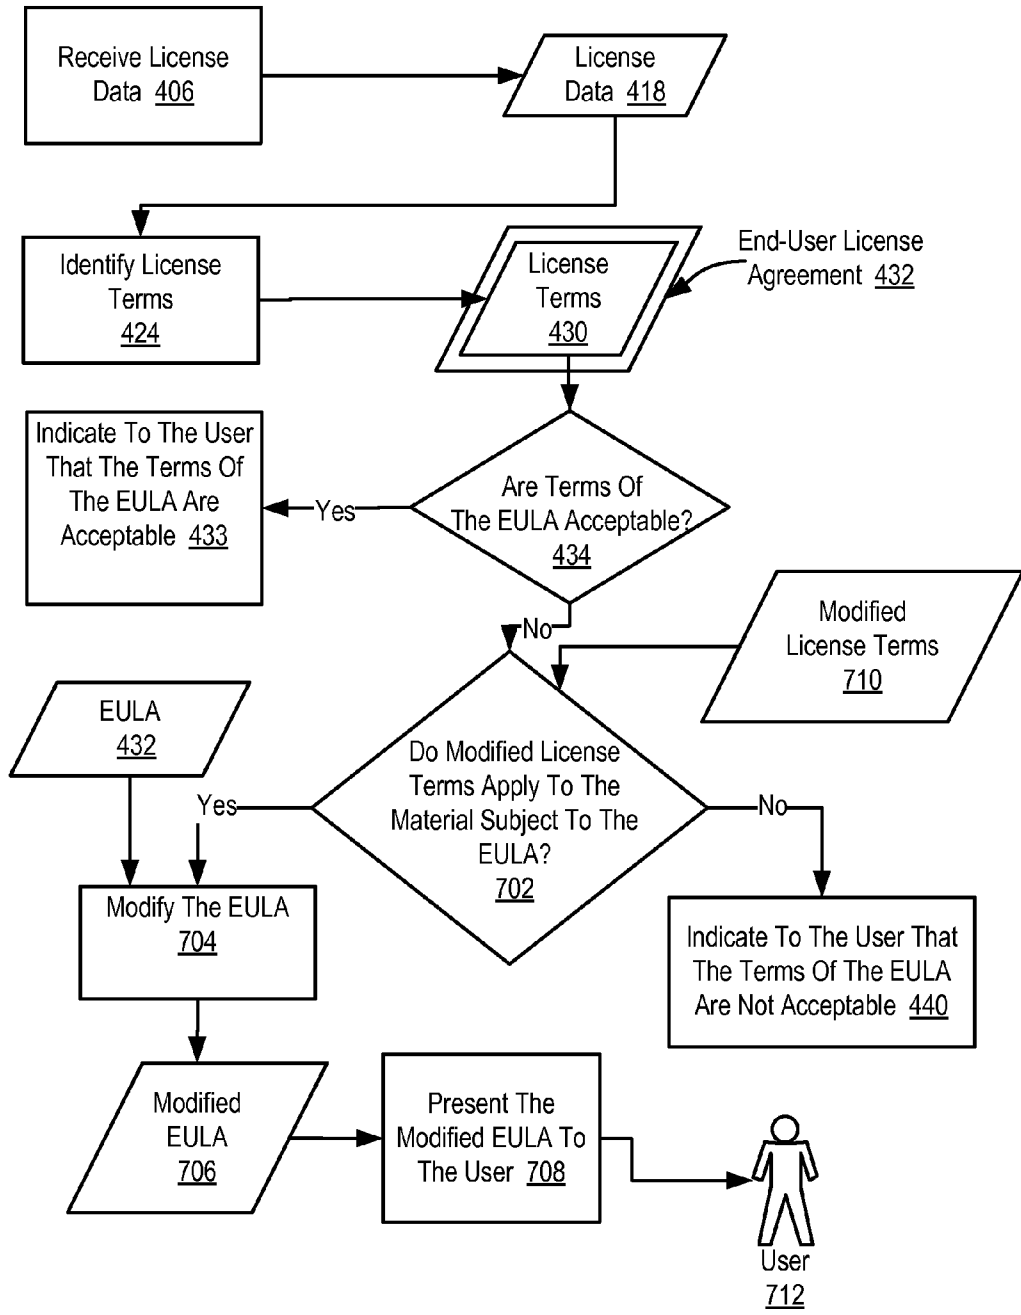 Receive License
Data 406
License
Data 418
Identify License
Terms
424
License
Terms
430
End-User License
Agreement 432
Indicate To The User
That The Terms Of
The EULA Are
Acceptable 433
Yes
Are Terms Of
The EULA Acceptable?
434
No
Modified
License Terms
710
EULA
432
Do Modified License
Terms Apply To The
Material Subject To The
EULA?
702
Yes
No
Modify The EULA
704
Indicate To The User That
The Terms Of The EULA
Are Not Acceptable 440
Modified
EULA
706
Present The
Modified EULA To
The User 708
User
712